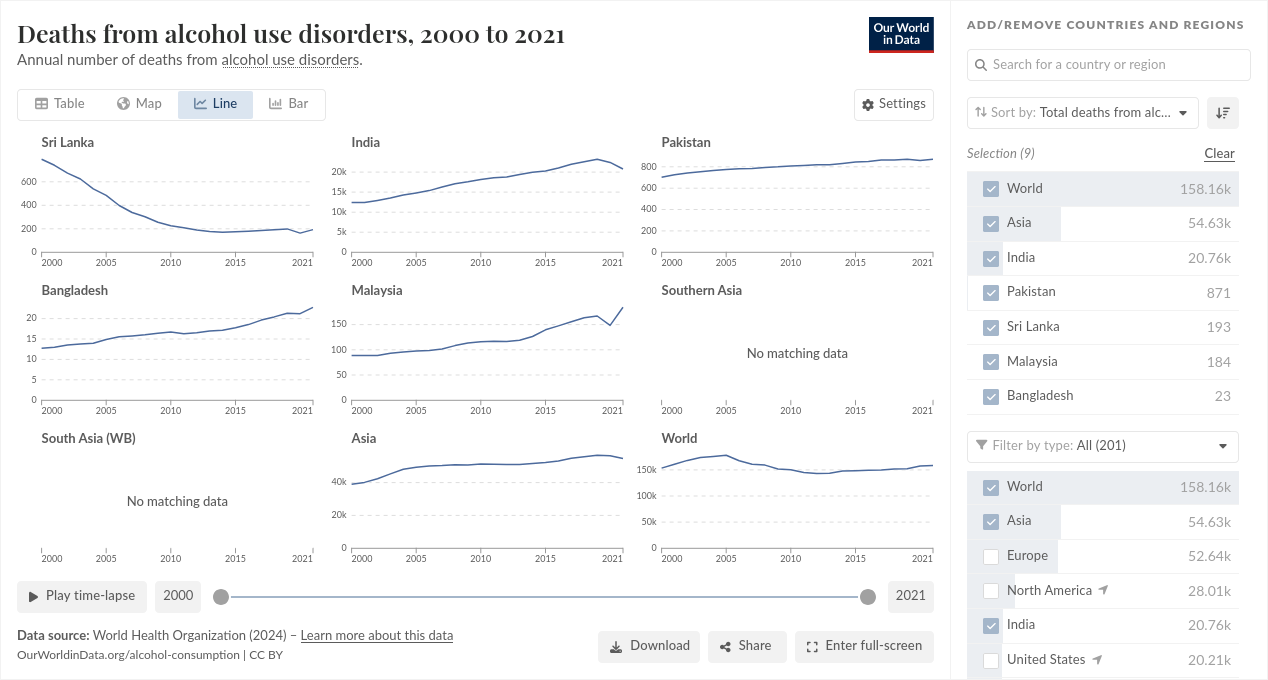 Deaths from alcohol use disorders, 2000 to 2021
Annual number of deaths from alcohol use disorders.
Our World
in Data
Table
Map
Line
Bar
Settings
Sri Lanka
600
400
200
0
2000
2005
2010
2015
2021
India
20k
15k
10k
5k
0
2000
2005
2010
2015
2021
Pakistan
800
600
400
200
0
2000
2005
2010
2015
2021
Bangladesh
20
15
10
5
0
2000
2005
2010
2015
2021
Malaysia
150
100
50
0
2000
2005
2010
2015
2021
Southern Asia
No matching data
2000
2005
2010
2015
2021
South Asia (WB)
No matching data
2000
2005
2010
2015
2021
Asia
40k
20k
0
2000
2005
2010
2015
2021
World
150k
100k
50k
0
2000
2005
2010
2015
2021
Play time-lapse
2000
2021
Data source: World Health Organization (2024) – Learn more about this data
OurWorldinData.org/alcohol-consumption | CC BY
Download
Share
Enter full-screen
ADD/REMOVE COUNTRIES AND REGIONS
Search for a country or region
Sort by: Total deaths from alc...
Selection (9)
Clear
World 158.16k
Asia 54.63k
India 20.76k
Pakistan 871
Sri Lanka 193
Malaysia 184
Bangladesh 23
Filter by type: All (201)
World 158.16k
Asia 54.63k
Europe 52.64k
North America 28.01k
India 20.76k
United States 20.21k